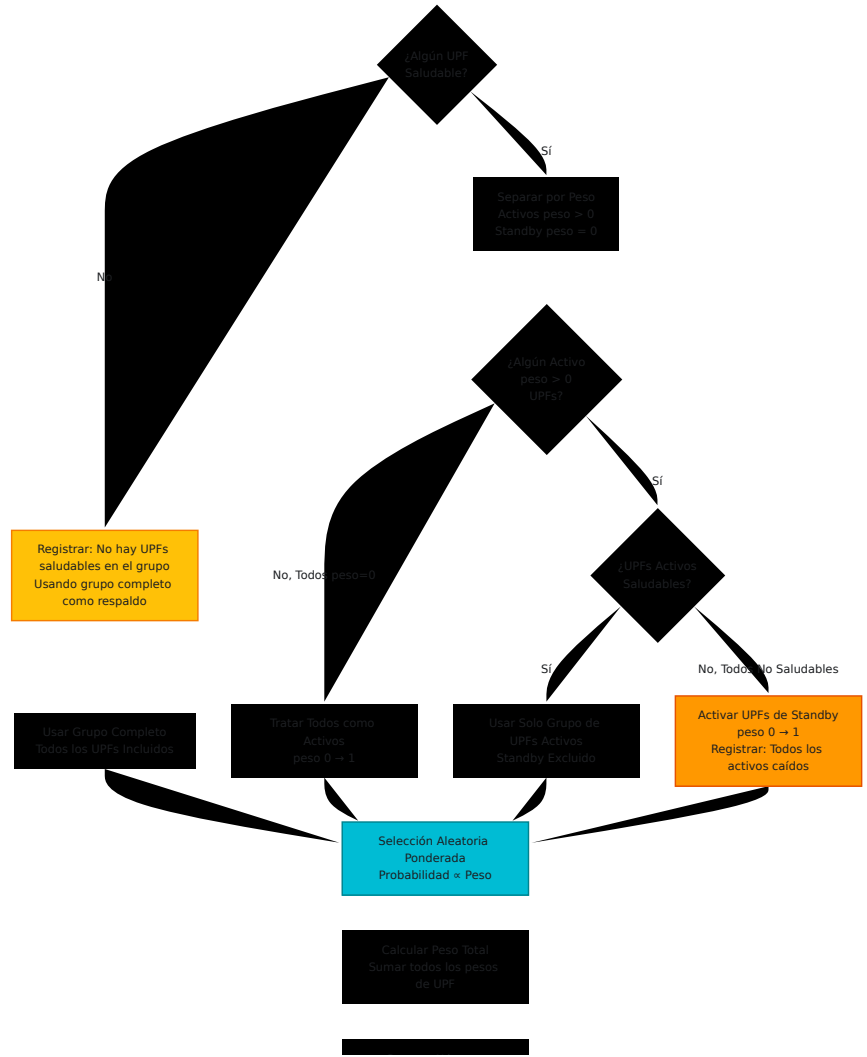 ¿Algún UPF
Saludable?
Sí
Separar por Peso
Activos peso > 0
Standby peso = 0
No
¿Algún Activo
peso > 0
UPFs?
Sí
Registrar: No hay UPFs
saludables en el grupo
Usando grupo completo
como respaldo
No, Todos peso=0
¿UPFs Activos
Saludables?
Sí
No, Todos No Saludables
Usar Grupo Completo
Todos los UPFs Incluidos
Tratar Todos como
Activos
peso 0 → 1
Usar Solo Grupo de
UPFs Activos
Standby Excluido
Activar UPFs de Standby
peso 0 → 1
Registrar: Todos los
activos caídos
Selección Aleatoria
Ponderada
Probabilidad ∝ Peso
Calcular Peso Total
Sumar todos los pesos
de UPF